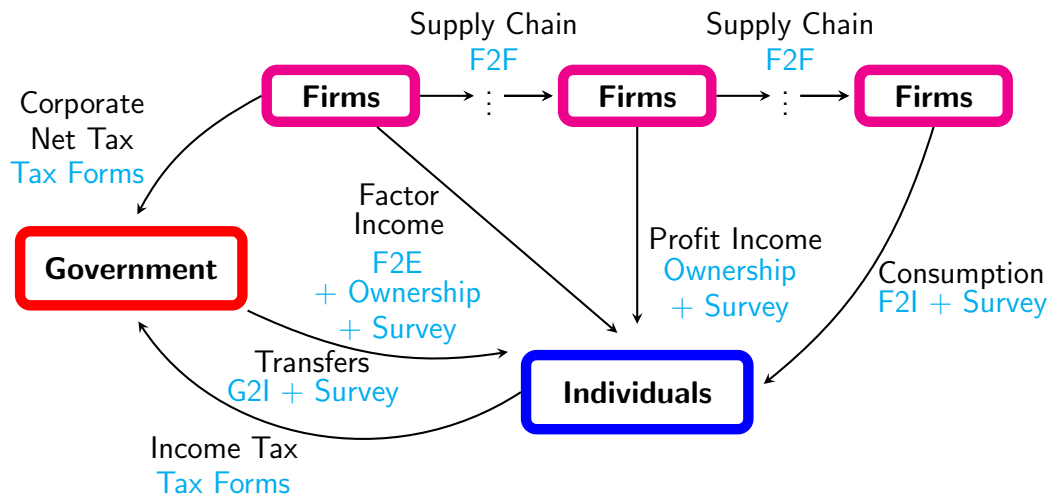 Supply Chain
F2F
Supply Chain
F2F
Firms
⋮
Firms
⋮
Firms
Corporate
Net Tax
Tax Forms
Factor
Income
F2E
+ Ownership
+ Survey
Profit Income
Ownership
+ Survey
Consumption
F2I + Survey
Government
Transfers
G2I + Survey
Individuals
Income Tax
Tax Forms